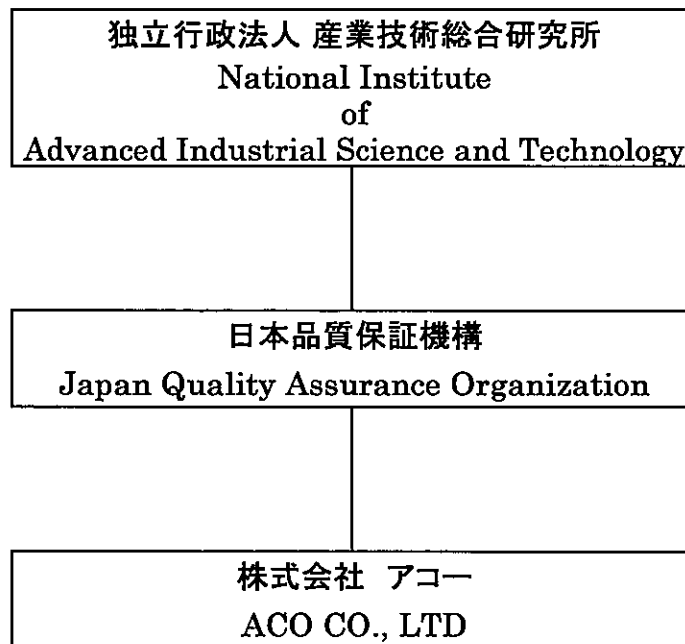 独立行政法人 産業技術総合研究所
National Institute
of
Advanced Industrial Science and Technology
日本品質保証機構
Japan Quality Assurance Organization
株式会社 アコー
ACO CO., LTD